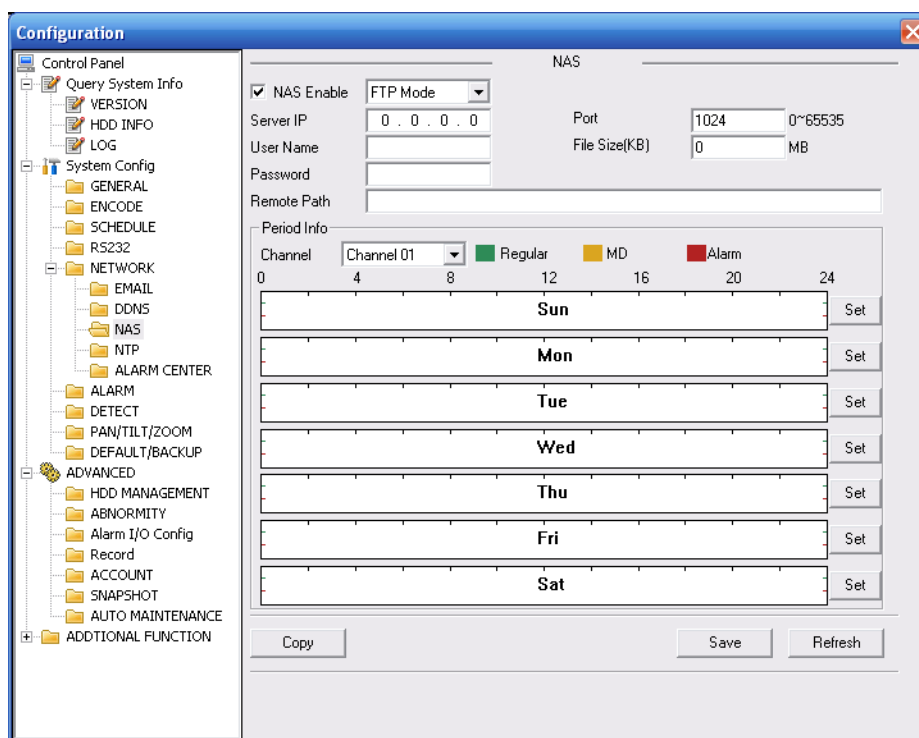 Configuration
Control Panel
Query System Info
VERSION
HDD INFO
LOG
System Config
GENERAL
ENCODE
SCHEDULE
RS232
NETWORK
EMAIL
DDNS
NAS
NTP
ALARM CENTER
ALARM
DETECT
PAN/TILT/ZOOM
DEFAULT/BACKUP
ADVANCED
HDD MANAGEMENT
ABNORMITY
Alarm I/O Config
Record
ACCOUNT
SNAPSHOT
AUTO MAINTENANCE
ADDTIONAL FUNCTION
NAS
NAS Enable FTP Mode
Server IP 0 . 0 . 0 . 0 Port 1024 0~65535
User Name File Size(KB) 0 MB
Password
Remote Path
Period Info
Channel Channel 01 Regular MD Alarm
0 4 8 12 16 20 24
Sun Set
Mon Set
Tue Set
Wed Set
Thu Set
Fri Set
Sat Set
Copy Save Refresh